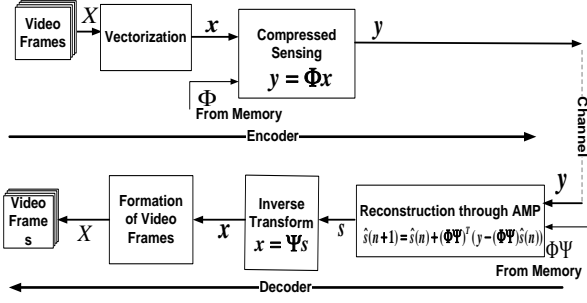 Video
Frames
X
Vectorization
x
Compressed
Sensing
y = Φx
y
Φ
From Memory
Encoder
Channel
y
Reconstruction through AMP
ŝ(n+1) = ŝ(n)+(ΦΨ)ᵀ(y-(ΦΨ)ŝ(n))
ΦΨ
From Memory
s
Inverse
Transform
x = Ψs
x
Formation
of Video
Frames
X
Video
Frame
s
Decoder